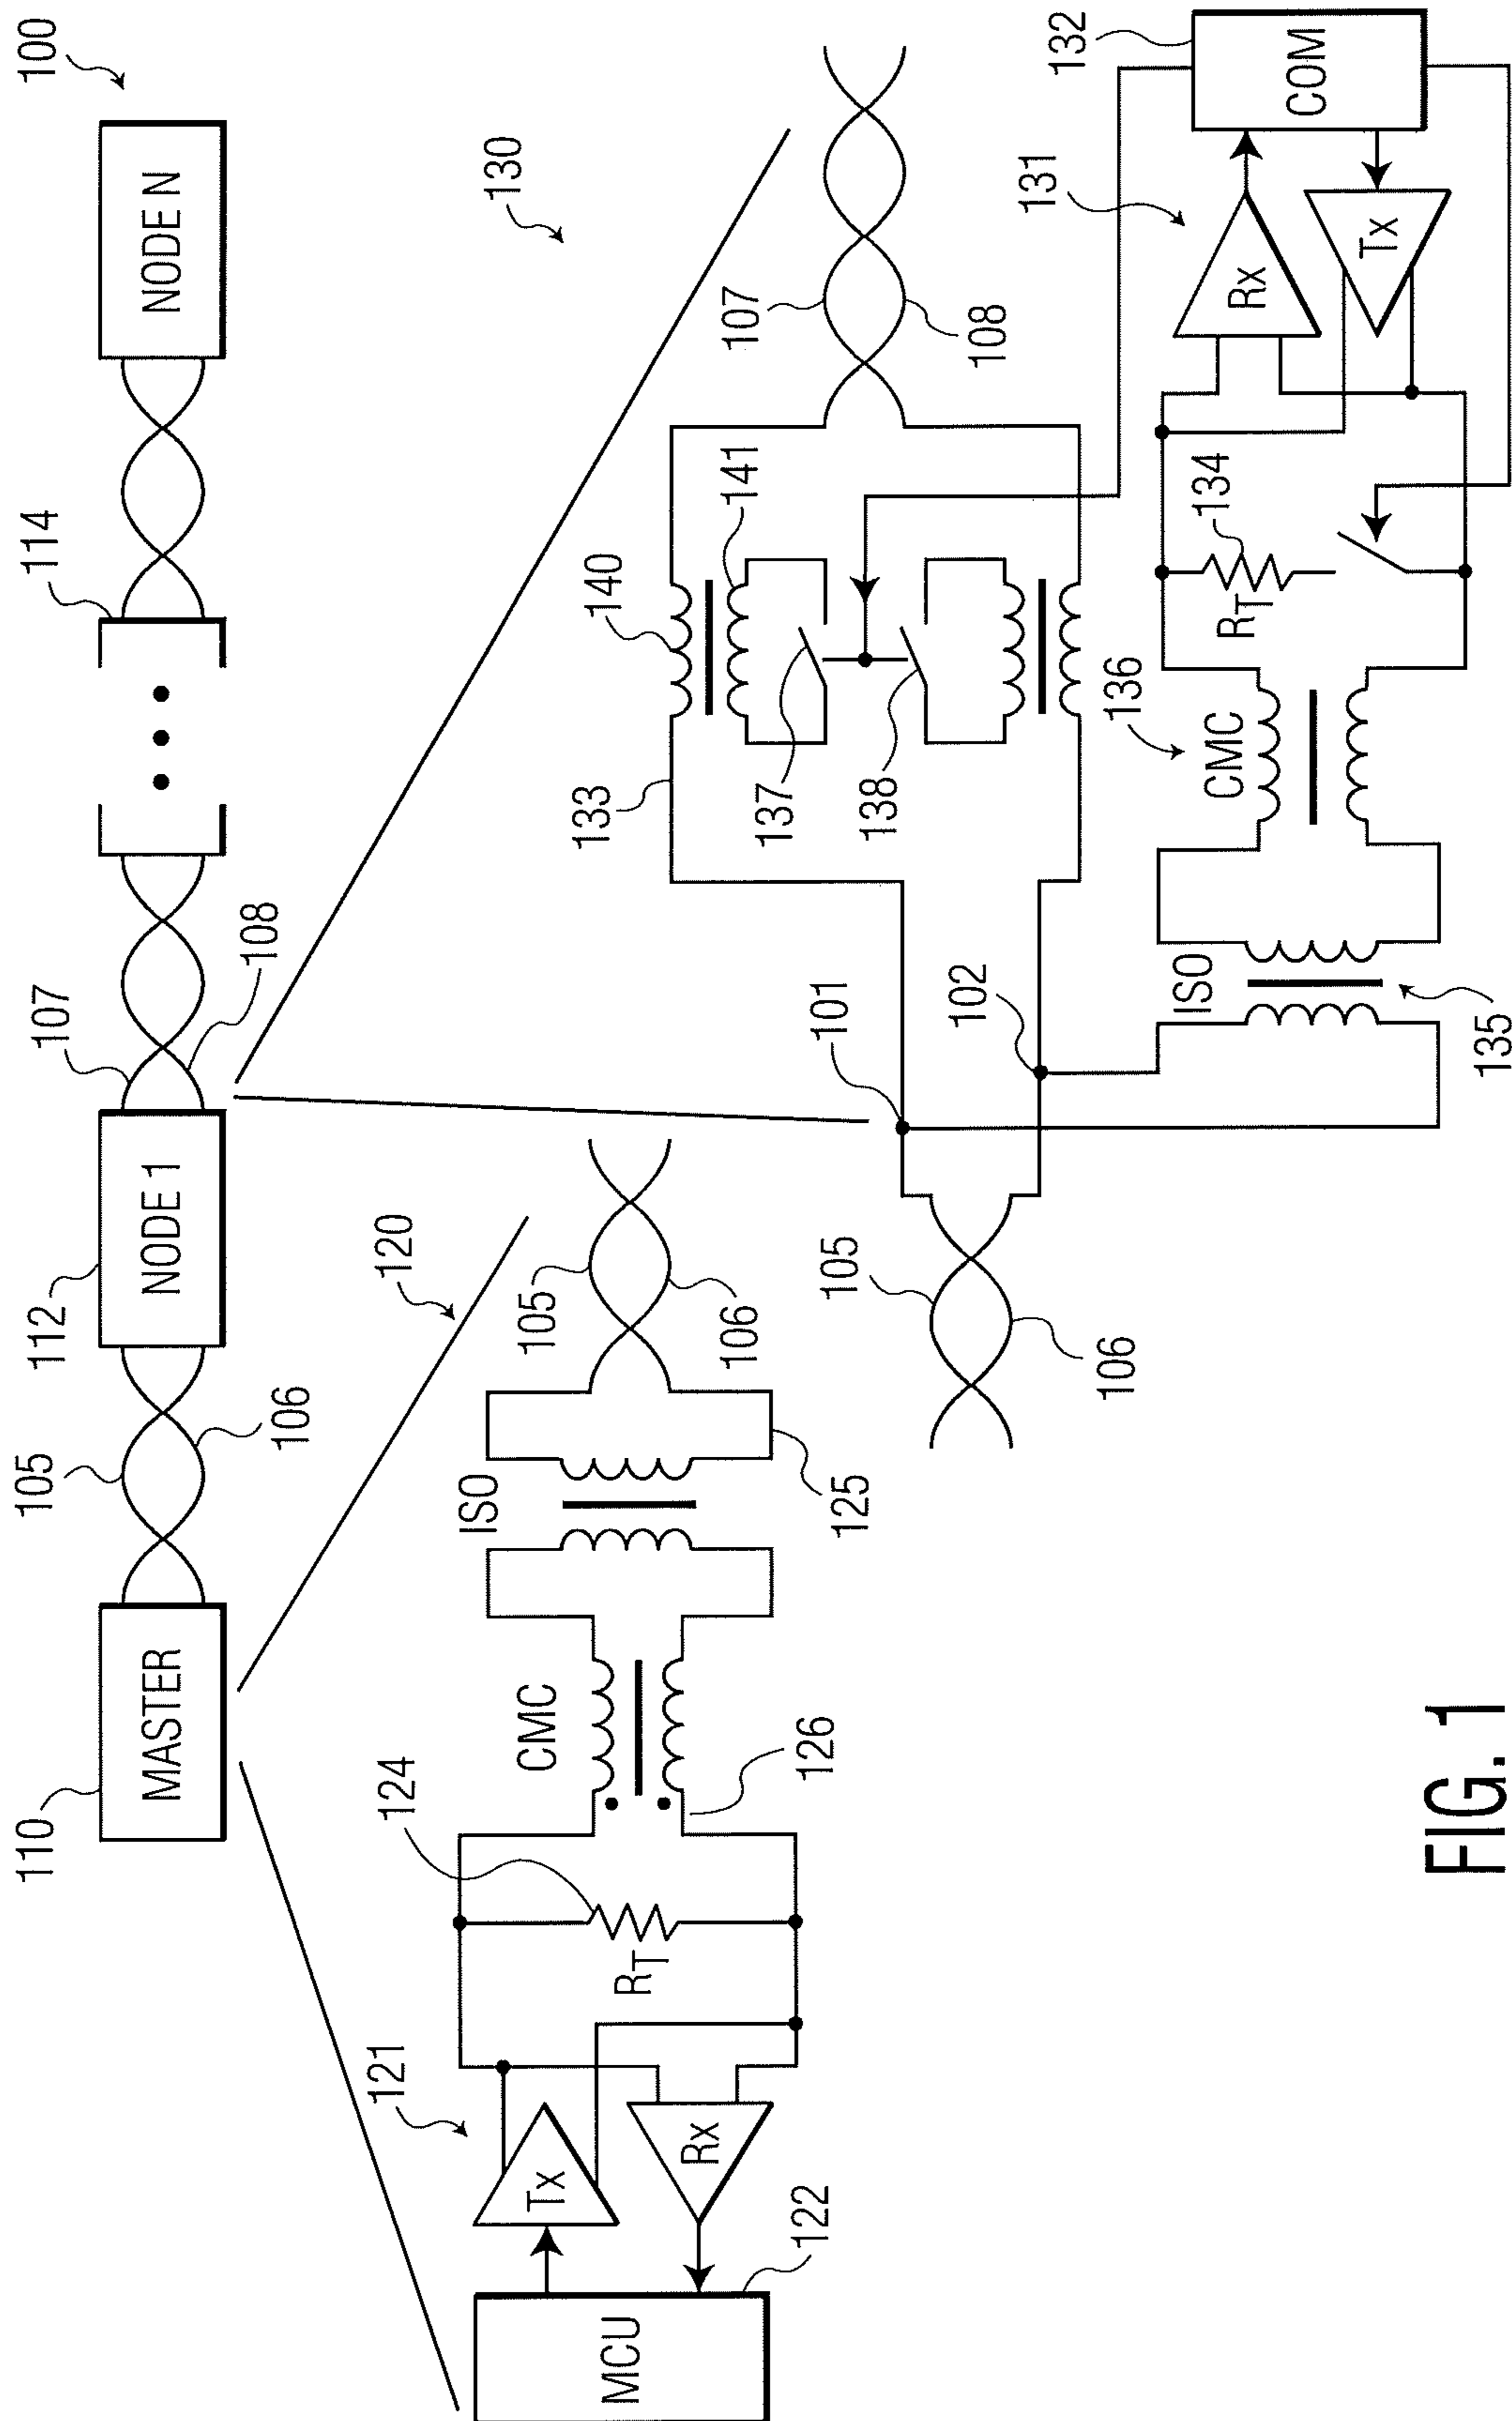 100
110
MASTER
105
106
112
NODE 1
107
108
114
NODE N
120
121
MCU
122
Tx
Rx
124
RT
CMC
126
ISO
125
105
106
130
105
106
101
102
133
140
141
137
138
107
108
ISO
135
CMC
136
RT
134
131
Rx
Tx
132
COM
FIG. 1